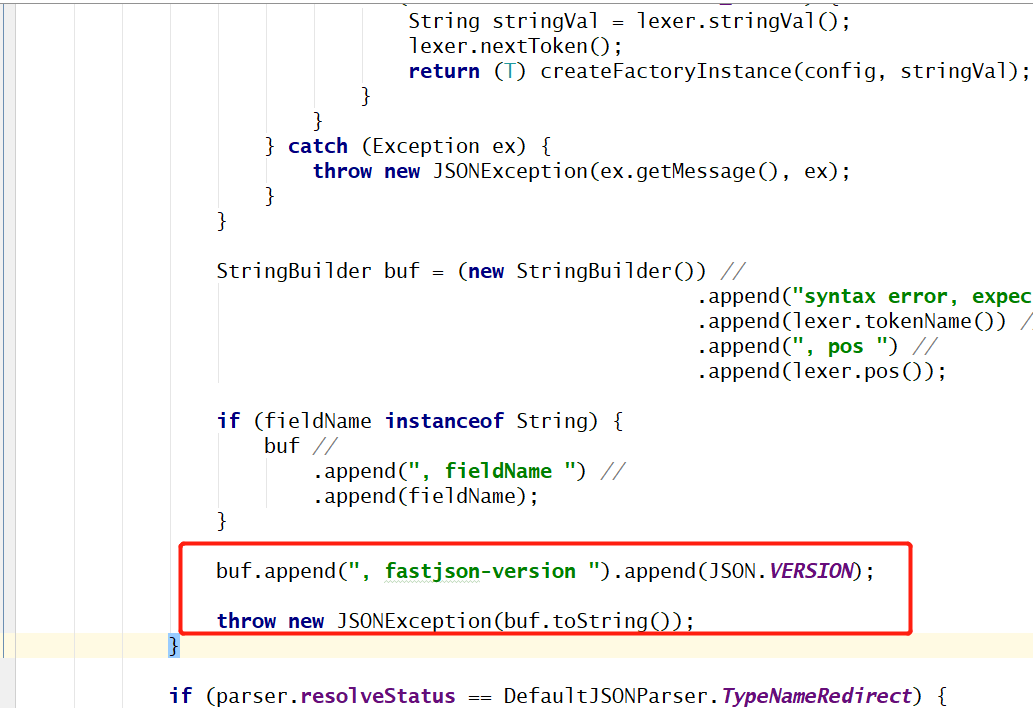 String stringVal = lexer.stringVal();
lexer.nextToken();
return (T) createFactoryInstance(config, stringVal);
}
}
} catch (Exception ex) {
throw new JSONException(ex.getMessage(), ex);
}
}
StringBuilder buf = (new StringBuilder()) //
.append("syntax error, expec
.append(lexer.tokenName()) /
.append(", pos ") //
.append(lexer.pos());
if (fieldName instanceof String) {
buf //
.append(", fieldName ") //
.append(fieldName);
}
buf.append(", fastjson-version ").append(JSON.VERSION);
throw new JSONException(buf.toString());
}
if (parser.resolveStatus == DefaultJSONParser.TypeNameRedirect) {